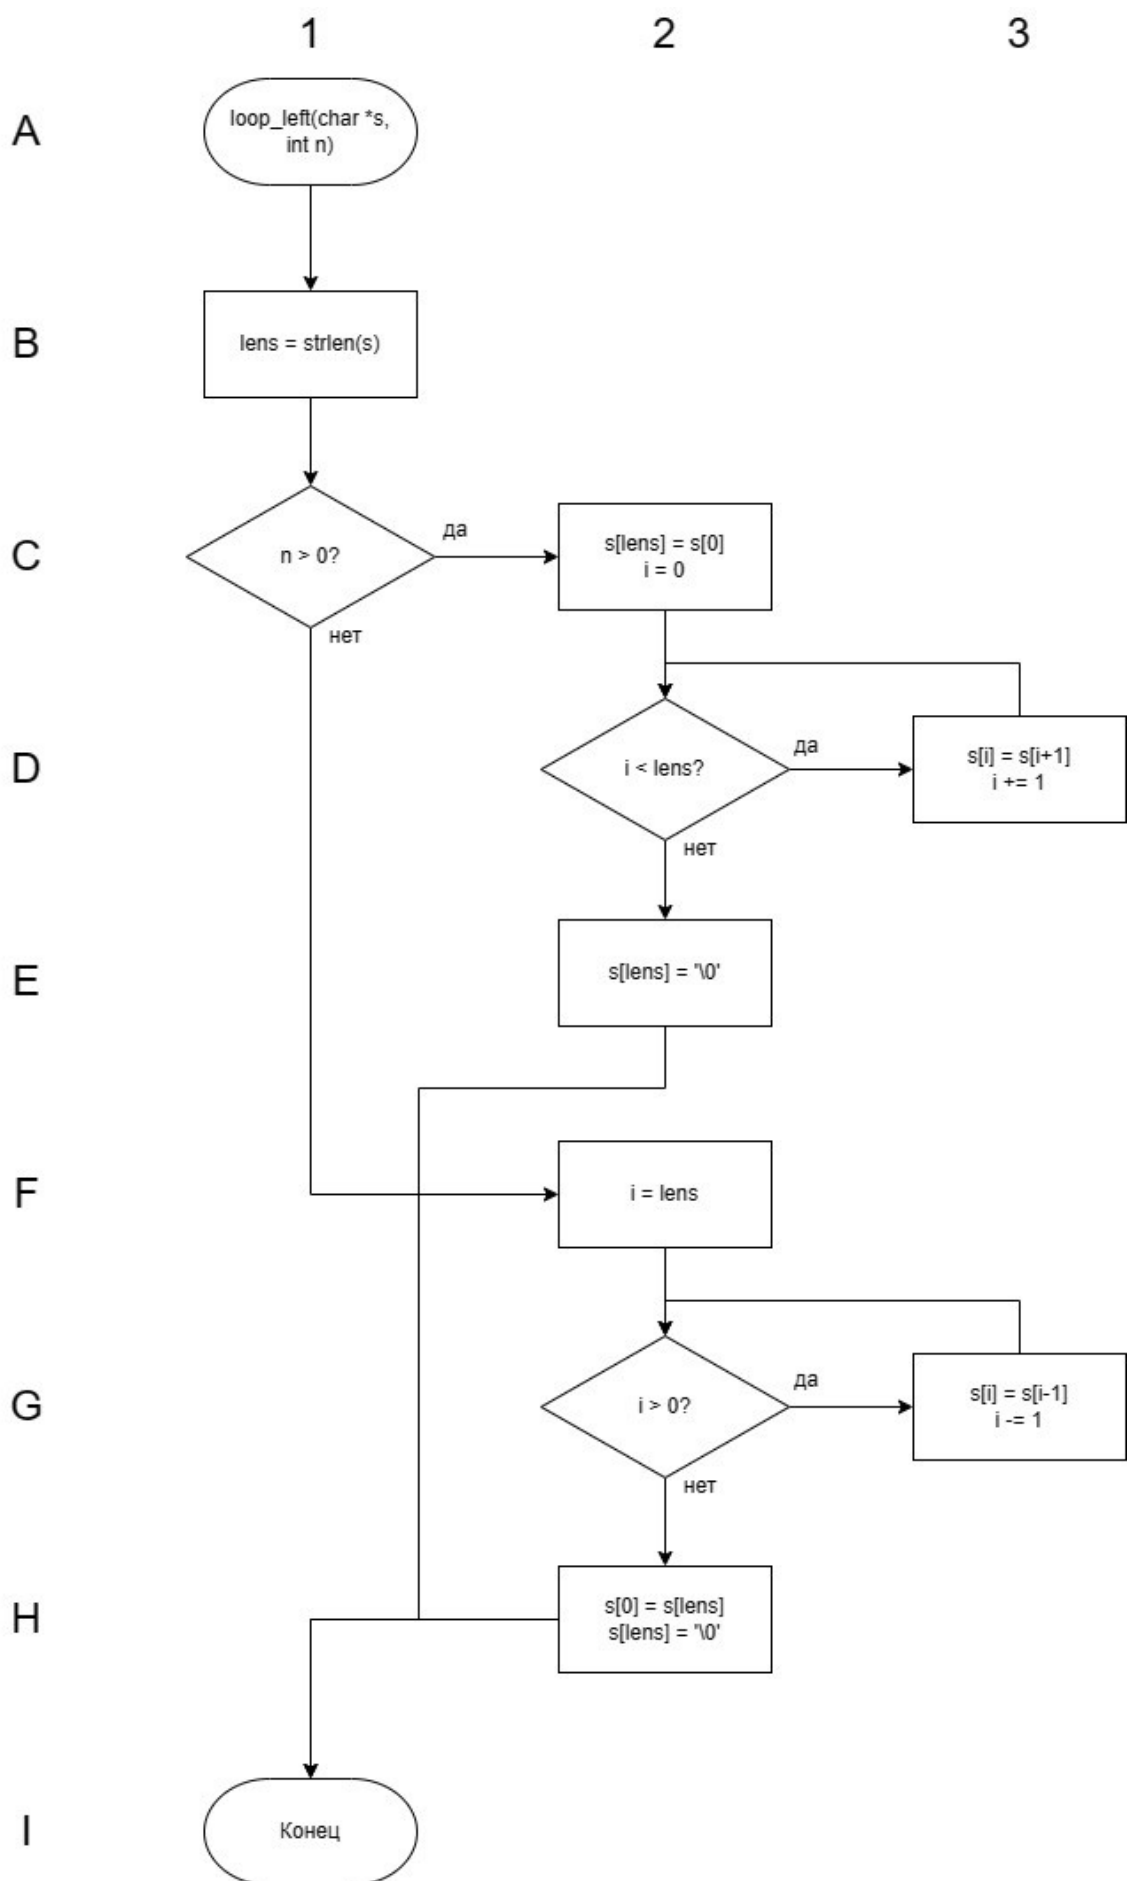 1 2 3
A
loop_left(char *s,
int n)
B
lens = strlen(s)
C
n > 0?
да
нет
s[lens] = s[0]
i = 0
D
i < lens?
да
нет
s[i] = s[i+1]
i += 1
E
s[lens] = '\0'
F
i = lens
G
i > 0?
да
нет
s[i] = s[i-1]
i -= 1
H
s[0] = s[lens]
s[lens] = '\0'
I
Конец